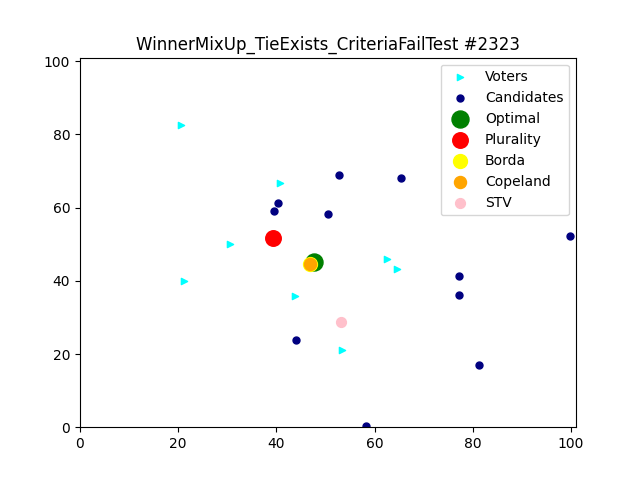 WinnerMixUp_TieExists_CriteriaFailTest #2323
100
80
60
40
20
0
0
20
40
60
80
100
Voters
Candidates
Optimal
Plurality
Borda
Copeland
STV